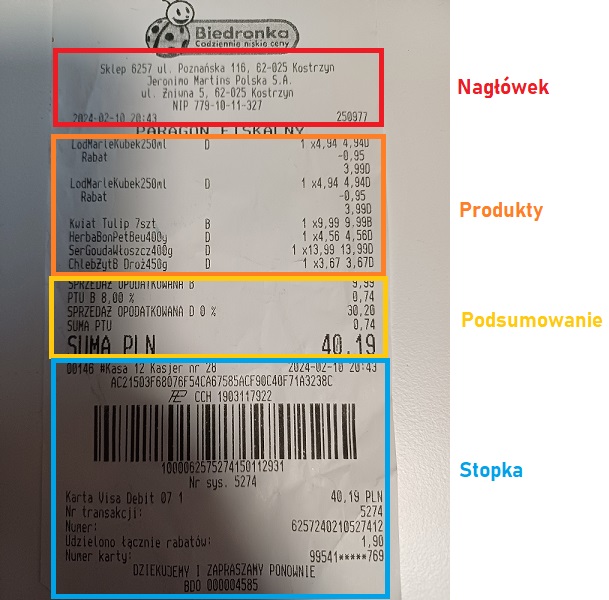 Biedronka
Codziennie niskie ceny
Sklep 6257 ul. Poznańska 116, 62-025 Kostrzyn
Jeronimo Martins Polska S.A.
ul. Żniwna 5, 62-025 Kostrzyn
NIP 779-10-11-327
2024-02-10 20:43 250977
PARAGON FISKALNY
LodMarleKubek250ml D 1 x4,94 4,94D
Rabat -0,95
3,99D
LodMarleKubek250ml D 1 x4,94 4,94D
Rabat -0,95
3,99D
Kwiat Tulip 7szt B 1 x9,99 9,99B
HerbaBonPetBeu400g D 1 x4,56 4,56D
SerGoudaWłoszcz400g D 1 x13,99 13,99D
ChlebŻytB Droż450g D 1 x3,67 3,67D
SPRZEDAŻ OPODATKOWANA B 9,99
PTU B 8,00 % 0,74
SPRZEDAŻ OPODATKOWANA D 0 % 30,20
SUMA PTU 0,74
SUMA PLN 40,19
00146 #Kasa 12 Kasjer nr 28 2024-02-10 20:43
AC21503F68076F54CA67585ACF90C40F71A3238C
CCH 1903117922
1000062575274150112931
Nr sys. 5274
Karta Visa Debit 07 1 40,19 PLN
Nr transakcji: 5274
Numer: 6257240210527412
Udzielono łącznie rabatów: 1,90
Numer karty: 99541*****769
DZIĘKUJEMY I ZAPRASZAMY PONOWNIE
BDO 000004585
Nagłówek
Produkty
Podsumowanie
Stopka